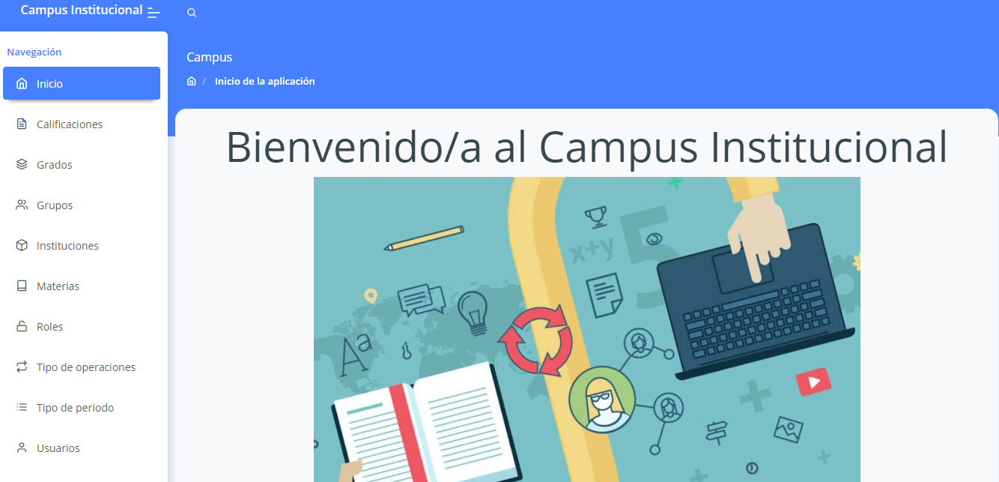 Campus Institucional
Navegación
Inicio
Calificaciones
Grados
Grupos
Instituciones
Materias
Roles
Tipo de operaciones
Tipo de periodo
Usuarios
Campus
/ Inicio de la aplicación
Bienvenido/a al Campus Institucional
x+y
5
Aa